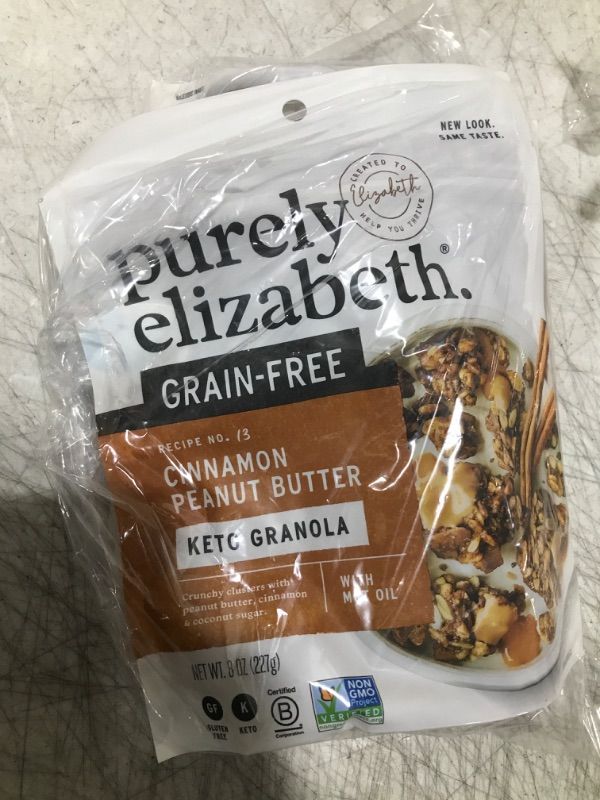 NEW LOOK.
SAME TASTE.
CREATED TO
Elizabeth
HELP YOU THRIVE
purely
elizabeth.®
GRAIN-FREE
RECIPE NO. 13
CINNAMON
PEANUT BUTTER
KETO GRANOLA
Crunchy clusters with
peanut butter, cinnamon
& coconut sugar.
WITH
MCT OIL
NET WT. 8 OZ (227g)
GF
GLUTEN
FREE
K
KETO
Certified
B
Corporation
NON
GMO
Project
VERIFIED